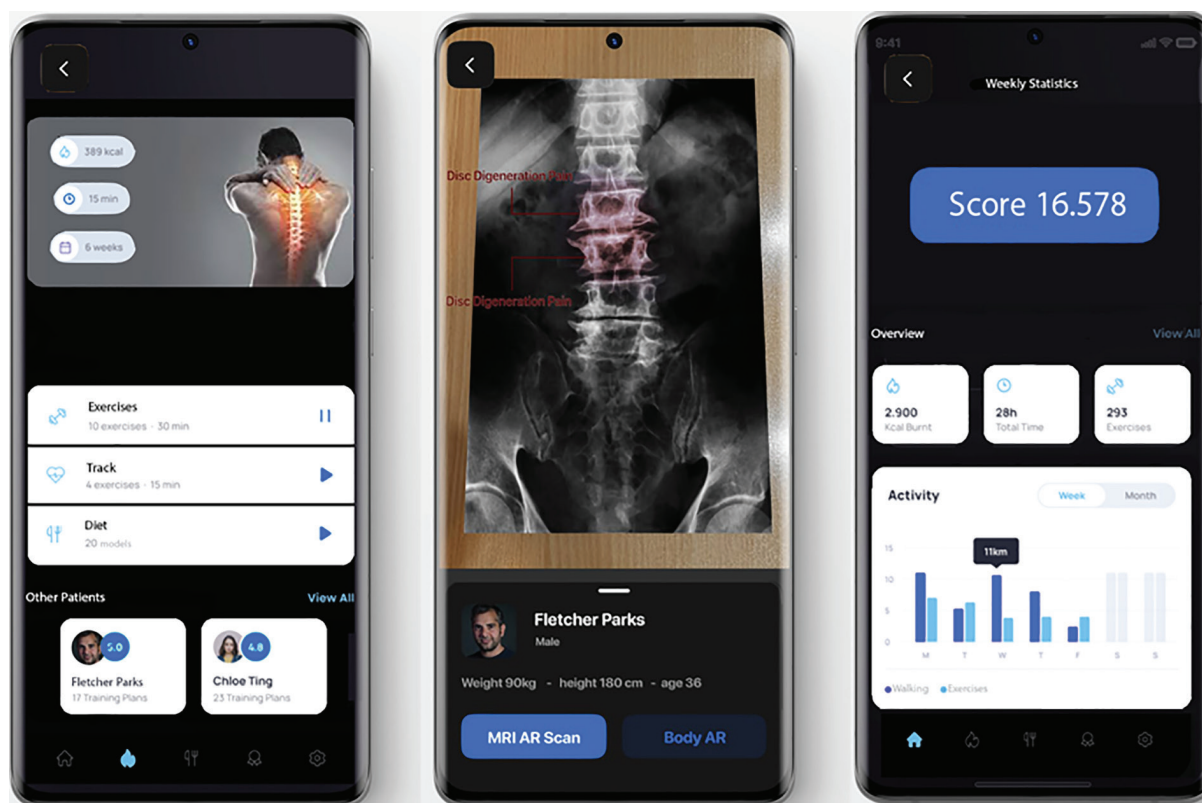 389 kcal
15 min
6 weeks
Exercises
10 exercises · 30 min
Track
4 exercises · 15 min
Diet
20 models
Other Patients
View All
5.0
Fletcher Parks
17 Training Plans
4.8
Chloe Ting
23 Training Plans
Disc Digeneration Pain
Disc Digeneration Pain
Fletcher Parks
Male
Weight 90kg - height 180 cm - age 36
MRI AR Scan
Body AR
9:41
Weekly Statistics
Score 16.578
Overview
View All
2.900
Kcal Burnt
28h
Total Time
293
Exercises
Activity
Week
Month
11km
15
10
5
0
M T W T F S S
Walking
Exercises